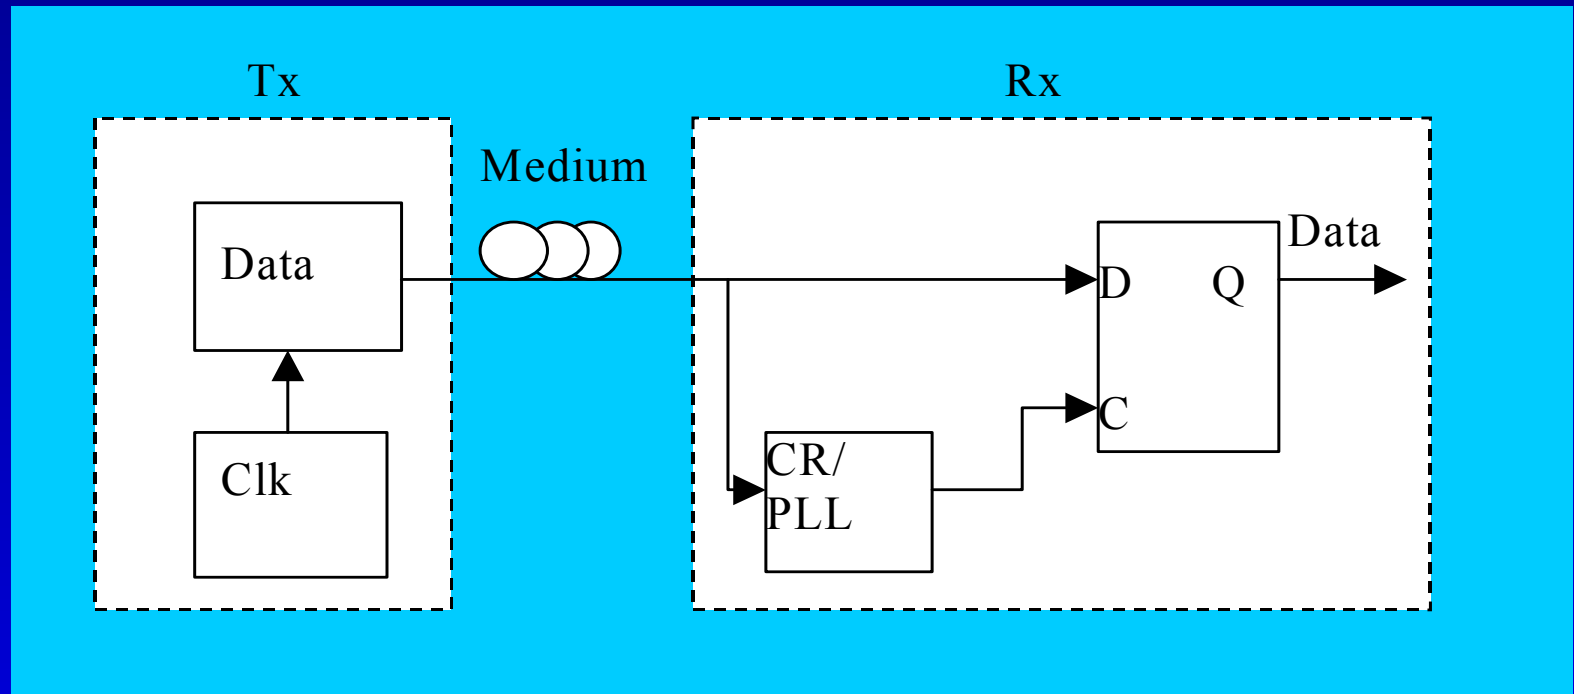 Tx
Rx
Medium
Data
Clk
CR/
PLL
D
Q
C
Data